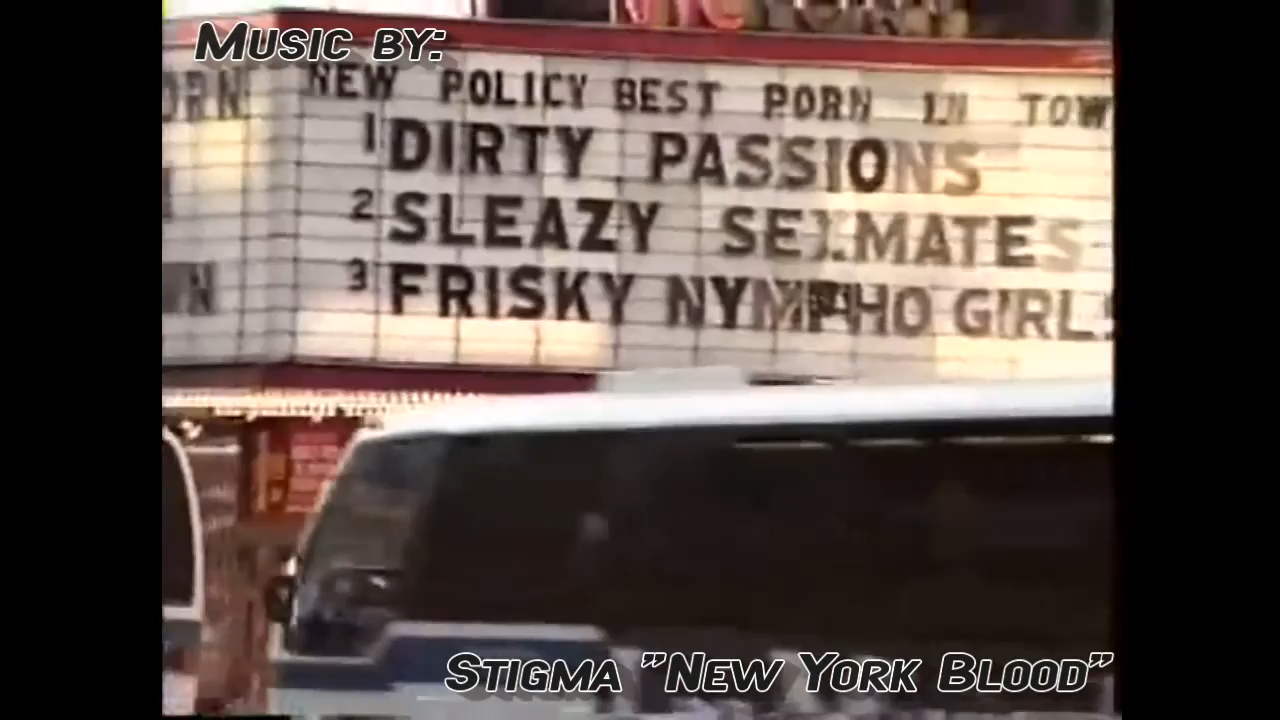 MUSIC BY:
NEW POLICY BEST PORN IN TOW
1 DIRTY PASSIONS
2 SLEAZY SEXMATES
3 FRISKY NYMPHO GIRLS
STIGMA "NEW YORK BLOOD"